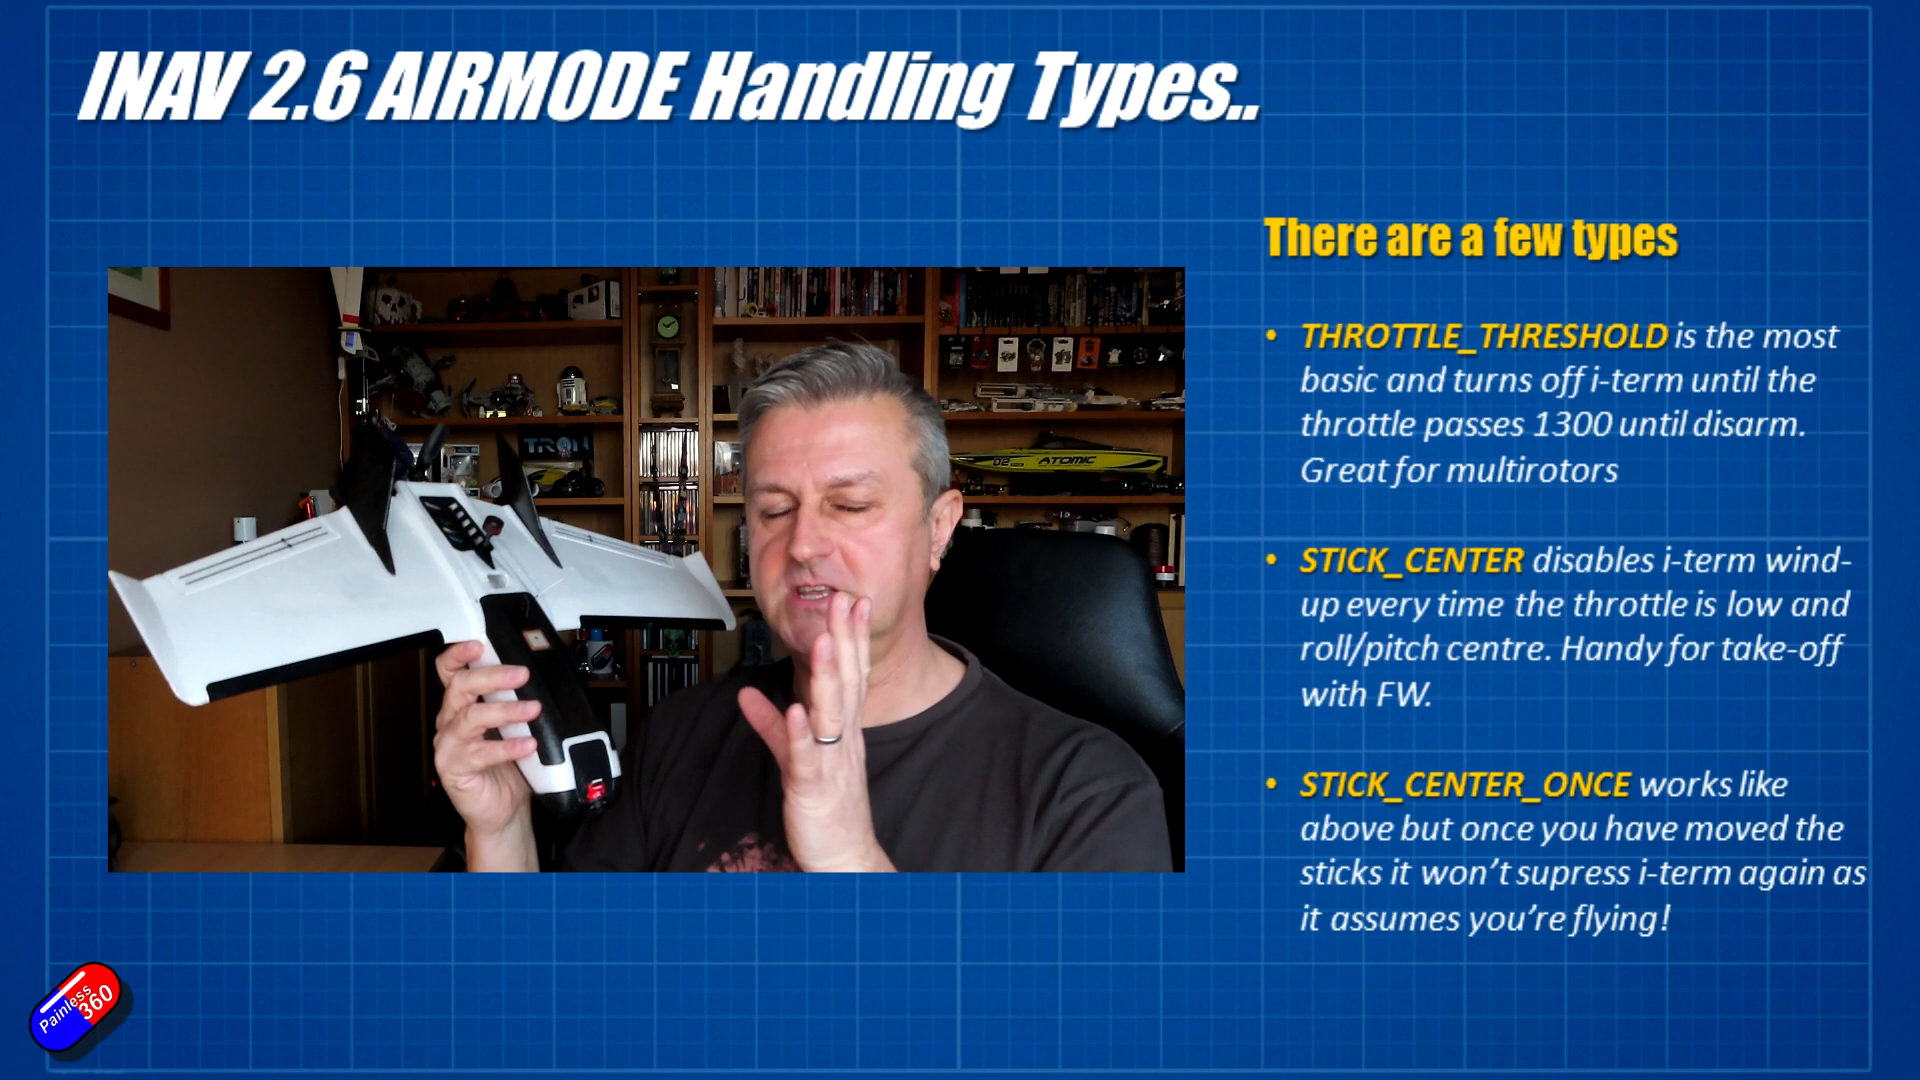 INAV 2.6 AIRMODE Handling Types..
There are a few types
• THROTTLE_THRESHOLD is the most
basic and turns off i-term until the
throttle passes 1300 until disarm.
Great for multirotors
• STICK_CENTER disables i-term wind-
up every time the throttle is low and
roll/pitch centre. Handy for take-off
with FW.
• STICK_CENTER_ONCE works like
above but once you have moved the
sticks it won't supress i-term again as
it assumes you're flying!
TRON
02 ATOMIC
Painless
360